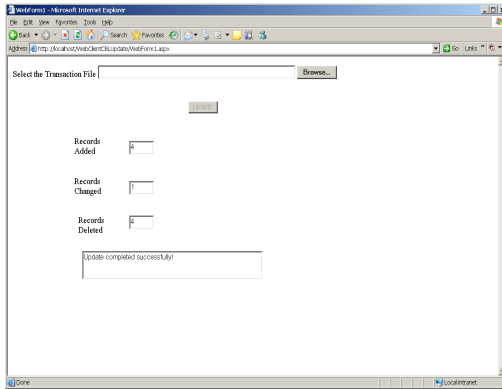 WebForm1 - Microsoft Internet Explorer
File Edit View Favorites Tools Help
Back Search Favorites
Address http://localhost/WebClientCBLUpdate/WebForm1.aspx Go Links
Select the Transaction File Browse...
Update
Records
Added
4
Records
Changed
1
Records
Deleted
4
Update completed successfully!
Done Local intranet